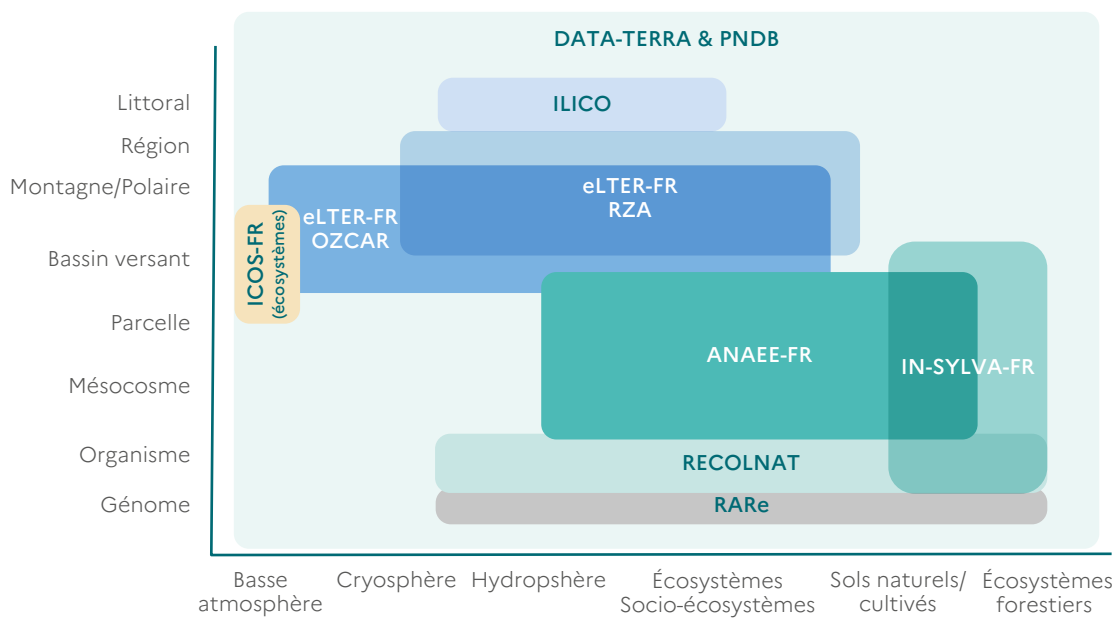 DATA-TERRA & PNDB
Littoral
ILICO
Région
Montagne/Polaire
eLTER-FR
RZA
eLTER-FR
OZCAR
ICOS-FR
(écosystèmes)
Bassin versant
Parcelle
ANAEE-FR
IN-SYLVA-FR
Mésocosme
Organisme
RECOLNAT
Génome
RARe
Basse
atmosphère
Cryosphère
Hydropshère
Écosystèmes
Socio-écosystèmes
Sols naturels/
cultivés
Écosystèmes
forestiers